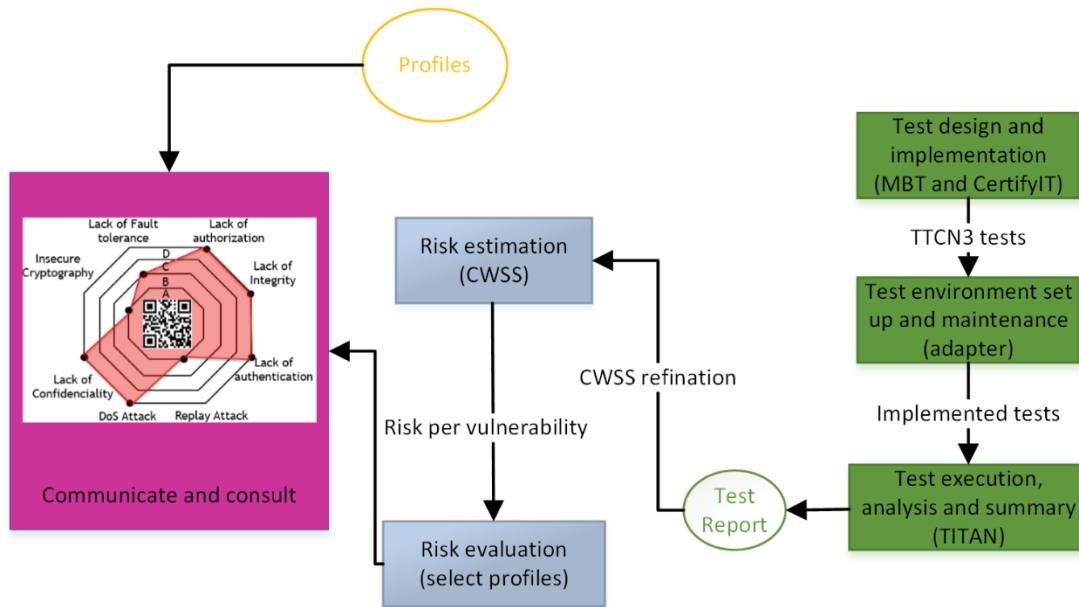 Profiles
Test design and
implementation
(MBT and CertifyIT)
TTCN3 tests
Test environment set
up and maintenance
(adapter)
Implemented tests
Test execution,
analysis and summary
(TITAN)
Test
Report
CWSS refination
Risk estimation
(CWSS)
Risk per vulnerability
Risk evaluation
(select profiles)
Lack of Fault
tolerance
Lack of
authorization
Insecure
Cryptography
Lack of
Integrity
D
C
B
A
Lack of
Confidenciality
Lack of
authentication
DoS Attack
Replay Attack
Communicate and consult